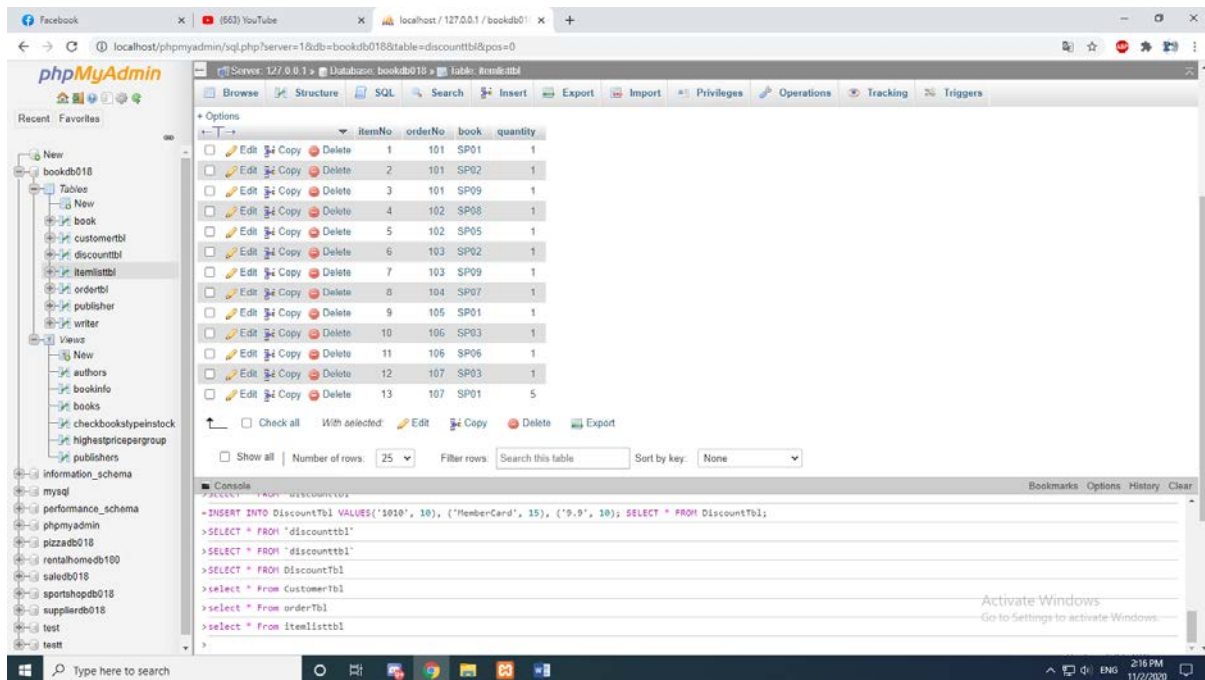 Facebook
(663) YouTube
localhost / 127.0.0.1 / bookdb01
localhost/phpmyadmin/sql.php?server=1&db=bookdb018&table=discounttbl&pos=0
phpMyAdmin
Recent Favorites
New
bookdb018
Tables
New
book
customertbl
discounttbl
itemlisttbl
ordertbl
publisher
writer
Views
New
authors
bookinfo
books
checkbookstypeinstock
highestpricepergroup
publishers
information_schema
mysql
performance_schema
phpmyadmin
pizzadb018
rentalhomedb180
saledb018
sportshopdb018
supplierdb018
test
testt
Server: 127.0.0.1 » Database: bookdb018 » Table: itemlisttbl
Browse Structure SQL Search Insert Export Import Privileges Operations Tracking Triggers
+ Options
itemNo orderNo book quantity
Edit Copy Delete 1 101 SP01 1
Edit Copy Delete 2 101 SP02 1
Edit Copy Delete 3 101 SP09 1
Edit Copy Delete 4 102 SP08 1
Edit Copy Delete 5 102 SP05 1
Edit Copy Delete 6 103 SP02 1
Edit Copy Delete 7 103 SP09 1
Edit Copy Delete 8 104 SP07 1
Edit Copy Delete 9 105 SP01 1
Edit Copy Delete 10 106 SP03 1
Edit Copy Delete 11 106 SP06 1
Edit Copy Delete 12 107 SP03 1
Edit Copy Delete 13 107 SP01 5
Check all With selected: Edit Copy Delete Export
Show all Number of rows: 25 Filter rows: Search this table Sort by key: None
Console Bookmarks Options History Clear
>SELECT * FROM discounttbl
INSERT INTO DiscountTbl VALUES('1010', 10), ('MemberCard', 15), ('9.9', 10); SELECT * FROM DiscountTbl;
>SELECT * FROM `discounttbl`
>SELECT * FROM `discounttbl`
>SELECT * FROM DiscountTbl
>select * From CustomerTbl
>select * From orderTbl
>select * From itemlisttbl
>
Activate Windows
Go to Settings to activate Windows.
Type here to search
ENG
2:16 PM
11/2/2020